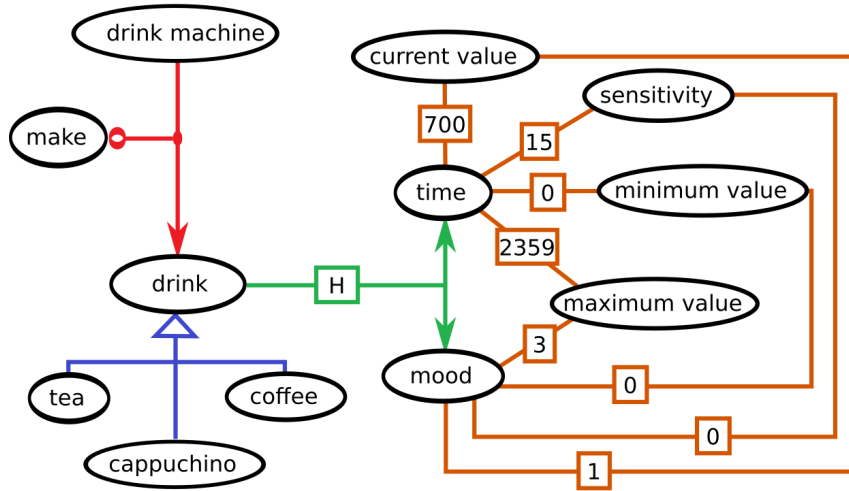 drink machine
current value
sensitivity
700
make
15
time
0
minimum value
2359
drink
H
maximum value
3
mood
0
tea
coffee
0
cappuchino
1